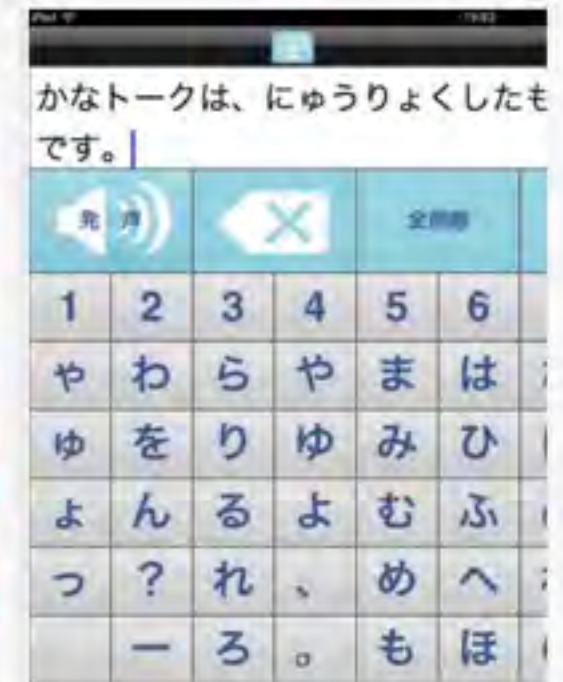 iPad
かなトークは、にゅうりょくしたも
です。
発 声
全削除
1 2 3 4 5 6
ゃ わ ら や ま は
ゅ を り ゆ み ひ
ょ ん る よ む ふ
っ ? れ 、 め へ
ー ろ 。 も ほ